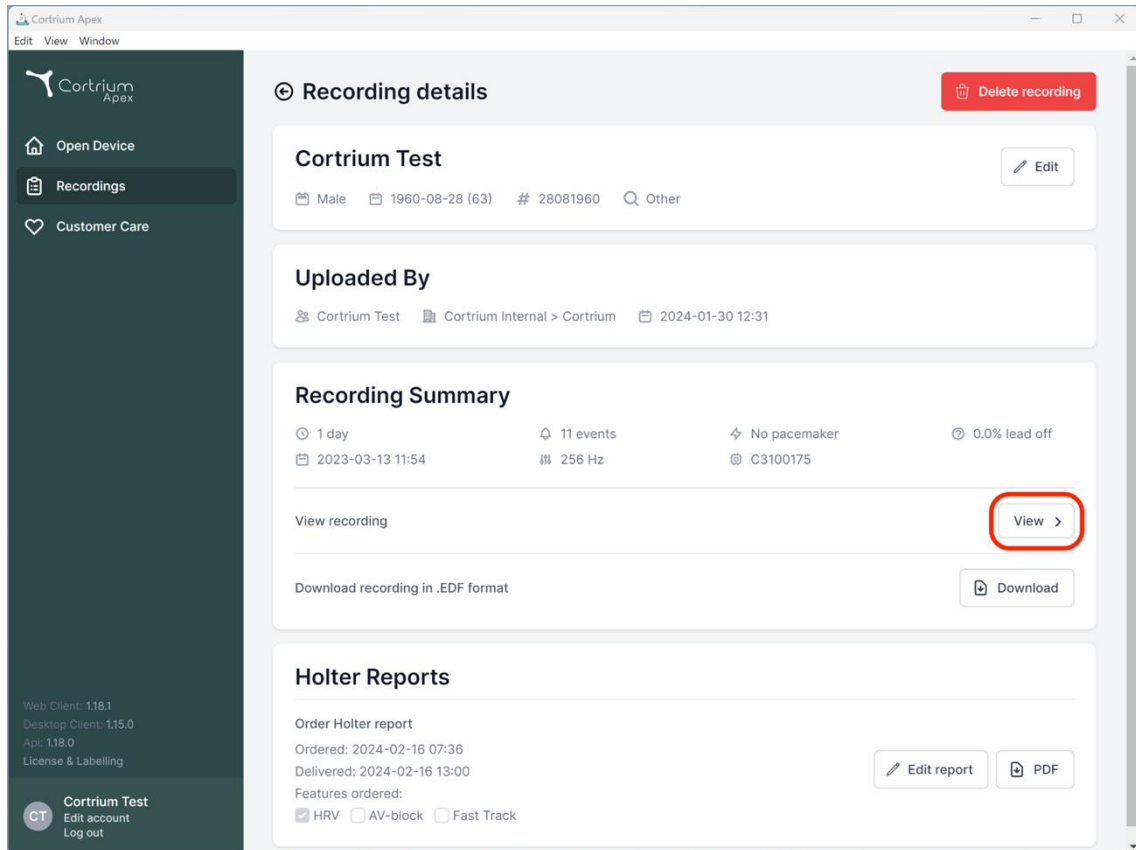 Cortrium Apex
Edit View Window
Cortrium
Apex
Open Device
Recordings
Customer Care
Web Client: 1.18.1
Desktop Client: 1.15.0
Api: 1.18.0
License & Labelling
CT
Cortrium Test
Edit account
Log out
Recording details
Delete recording
Cortrium Test
Edit
Male 1960-08-28 (63) # 28081960 Other
Uploaded By
Cortrium Test Cortrium Internal > Cortrium 2024-01-30 12:31
Recording Summary
1 day 11 events No pacemaker 0.0% lead off
2023-03-13 11:54 256 Hz C3100175
View recording View >
Download recording in .EDF format Download
Holter Reports
Order Holter report
Ordered: 2024-02-16 07:36
Delivered: 2024-02-16 13:00
Edit report PDF
Features ordered:
HRV AV-block Fast Track